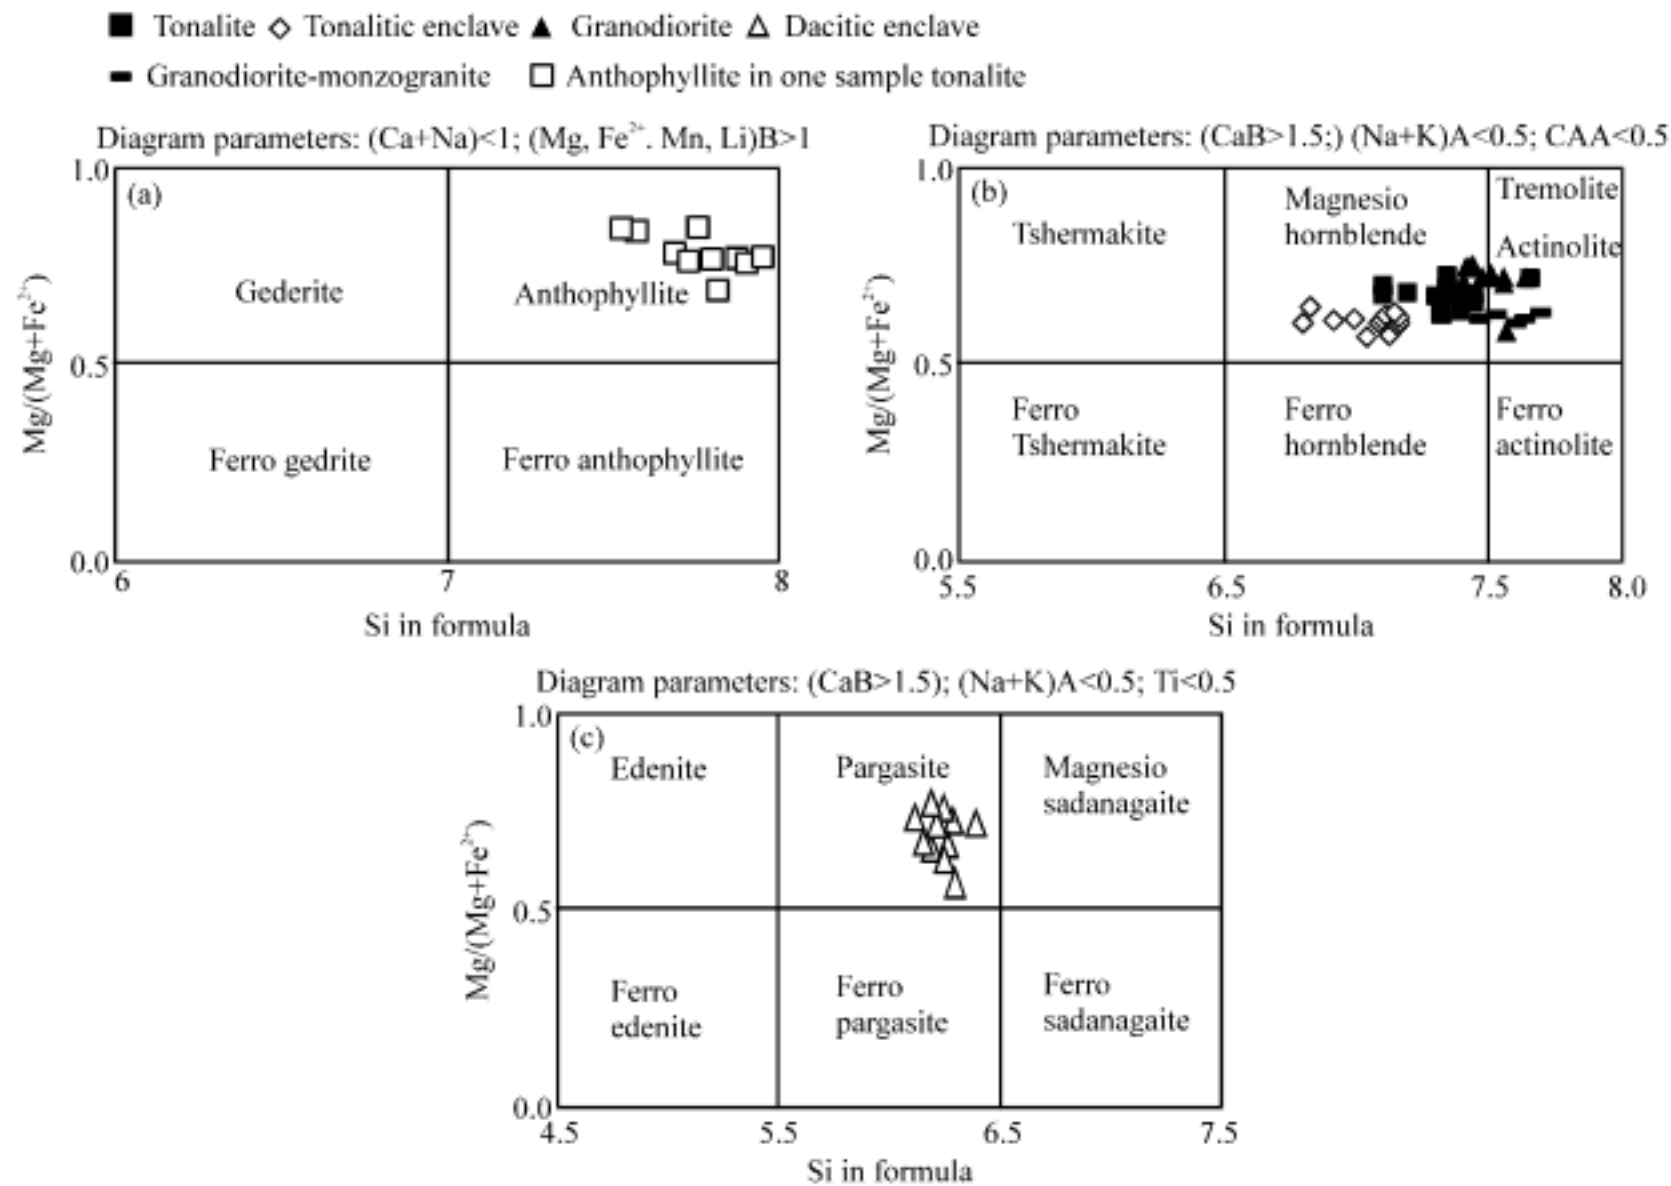 Tonalite Tonalitic enclave Granodiorite Dacitic enclave
Granodiorite-monzogranite Anthophyllite in one sample tonalite
Diagram parameters: (Ca+Na)<1; (Mg, Fe²⁺. Mn, Li)B>1
(a)
1.0
0.5
0.0
Mg/(Mg+Fe²⁺)
Gederite
Anthophyllite
Ferro gedrite
Ferro anthophyllite
6 7 8
Si in formula
Diagram parameters: (CaB>1.5;) (Na+K)A<0.5; CAA<0.5
(b)
1.0
0.5
0.0
Mg/(Mg+Fe²⁺)
Tshermakite
Magnesio
hornblende
Tremolite
Actinolite
Ferro
Tshermakite
Ferro
hornblende
Ferro
actinolite
5.5 6.5 7.5 8.0
Si in formula
Diagram parameters: (CaB>1.5); (Na+K)A<0.5; Ti<0.5
(c)
1.0
0.5
0.0
Mg/(Mg+Fe²⁺)
Edenite
Pargasite
Magnesio
sadanagaite
Ferro
edenite
Ferro
pargasite
Ferro
sadanagaite
4.5 5.5 6.5 7.5
Si in formula